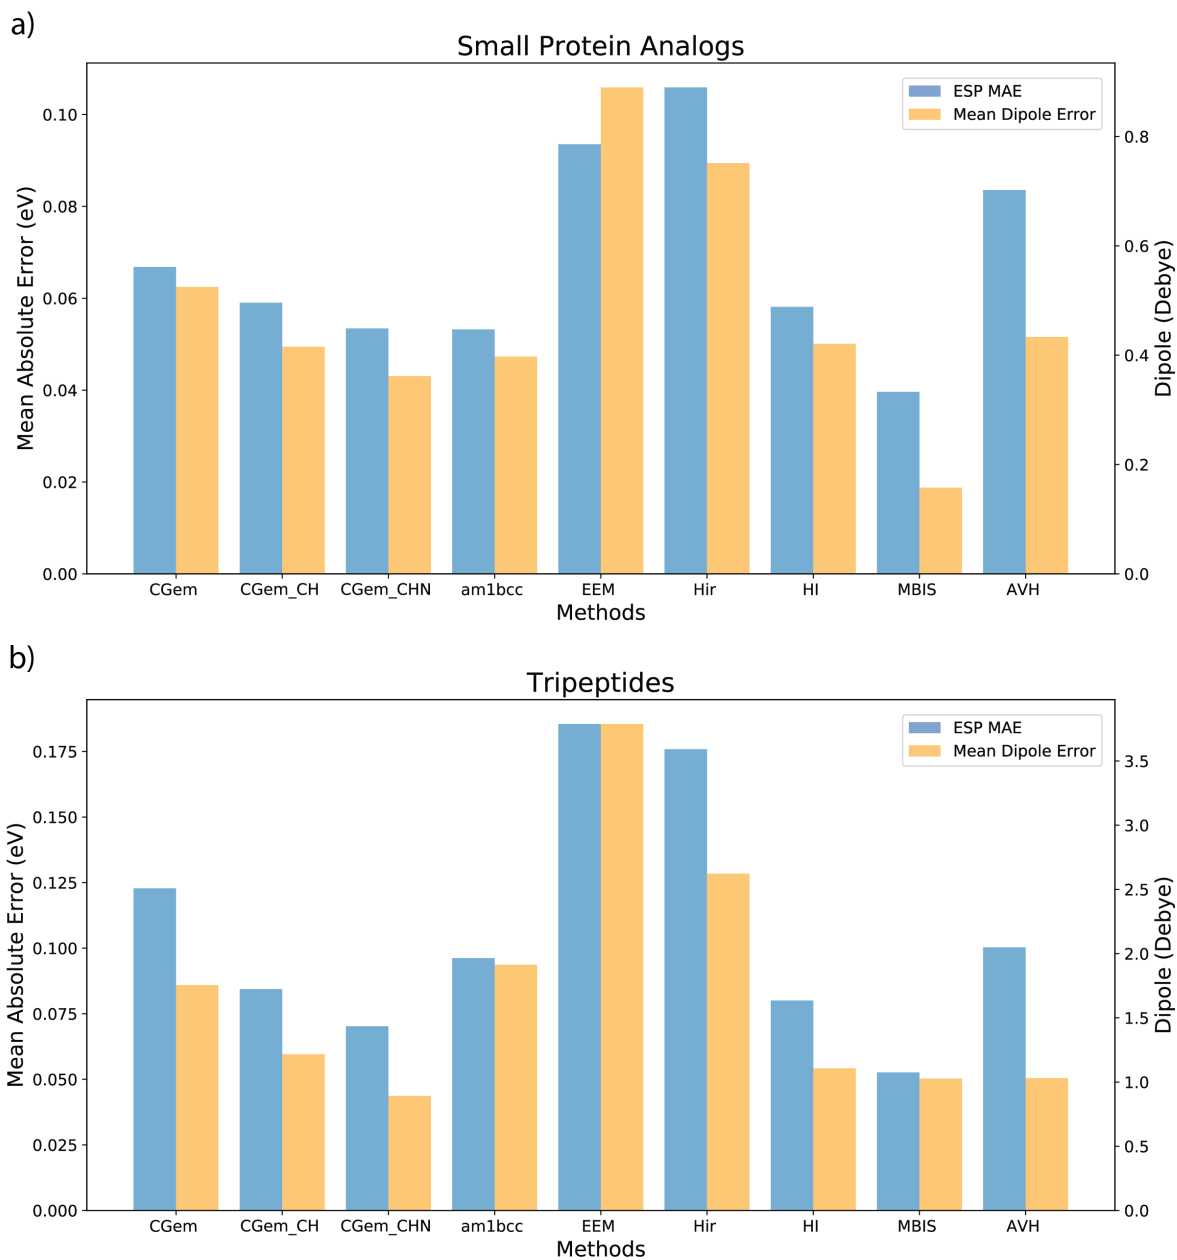 a)
Small Protein Analogs
ESP MAE
Mean Dipole Error
Mean Absolute Error (eV)
0.10
0.08
0.06
0.04
0.02
0.00
Dipole (Debye)
0.8
0.6
0.4
0.2
0.0
CGem CGem_CH CGem_CHN am1bcc EEM Hir HI MBIS AVH
Methods
b)
Tripeptides
ESP MAE
Mean Dipole Error
Mean Absolute Error (eV)
0.175
0.150
0.125
0.100
0.075
0.050
0.025
0.000
Dipole (Debye)
3.5
3.0
2.5
2.0
1.5
1.0
0.5
0.0
CGem CGem_CH CGem_CHN am1bcc EEM Hir HI MBIS AVH
Methods